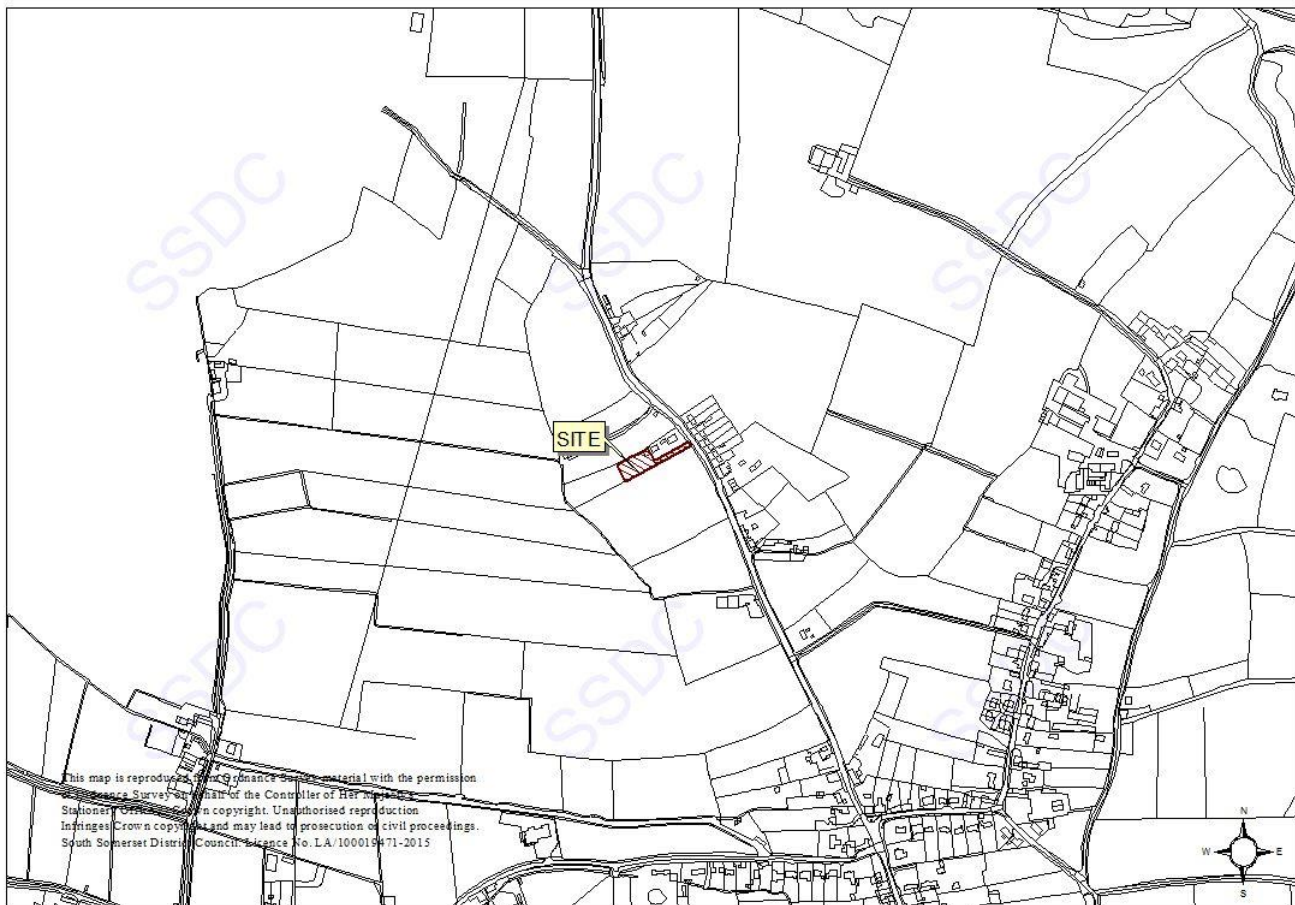 SSDC
SSDC
SSDC
SITE
SSDC
SSDC
SSDC
This map is reproduced from Ordnance Survey material with the permission
of Ordnance Survey on behalf of the Controller of Her Majesty's
Stationery Office © Crown copyright. Unauthorised reproduction
Infringes Crown copyright and may lead to prosecution or civil proceedings.
South Somerset District Council. Licence No. LA/100019471-2015
N
W E
S